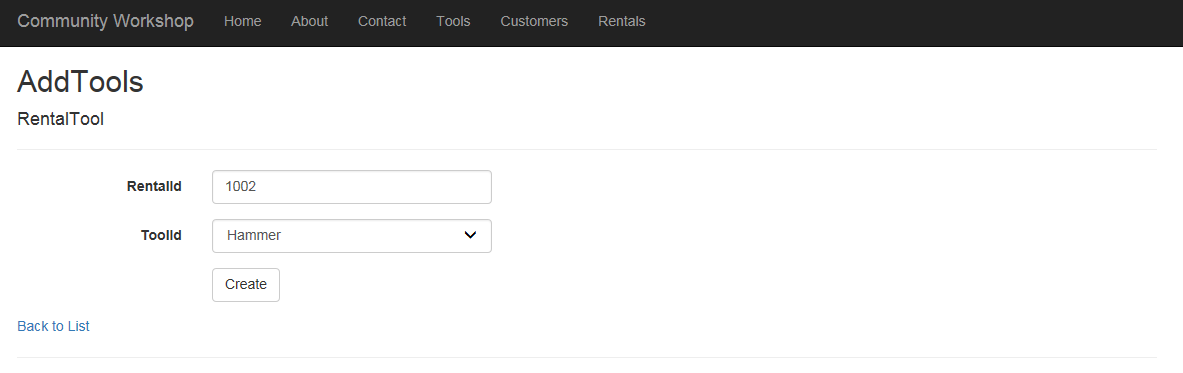 Community Workshop Home About Contact Tools Customers Rentals
AddTools
RentalTool
RentalId 1002
ToolId Hammer
Create
Back to List